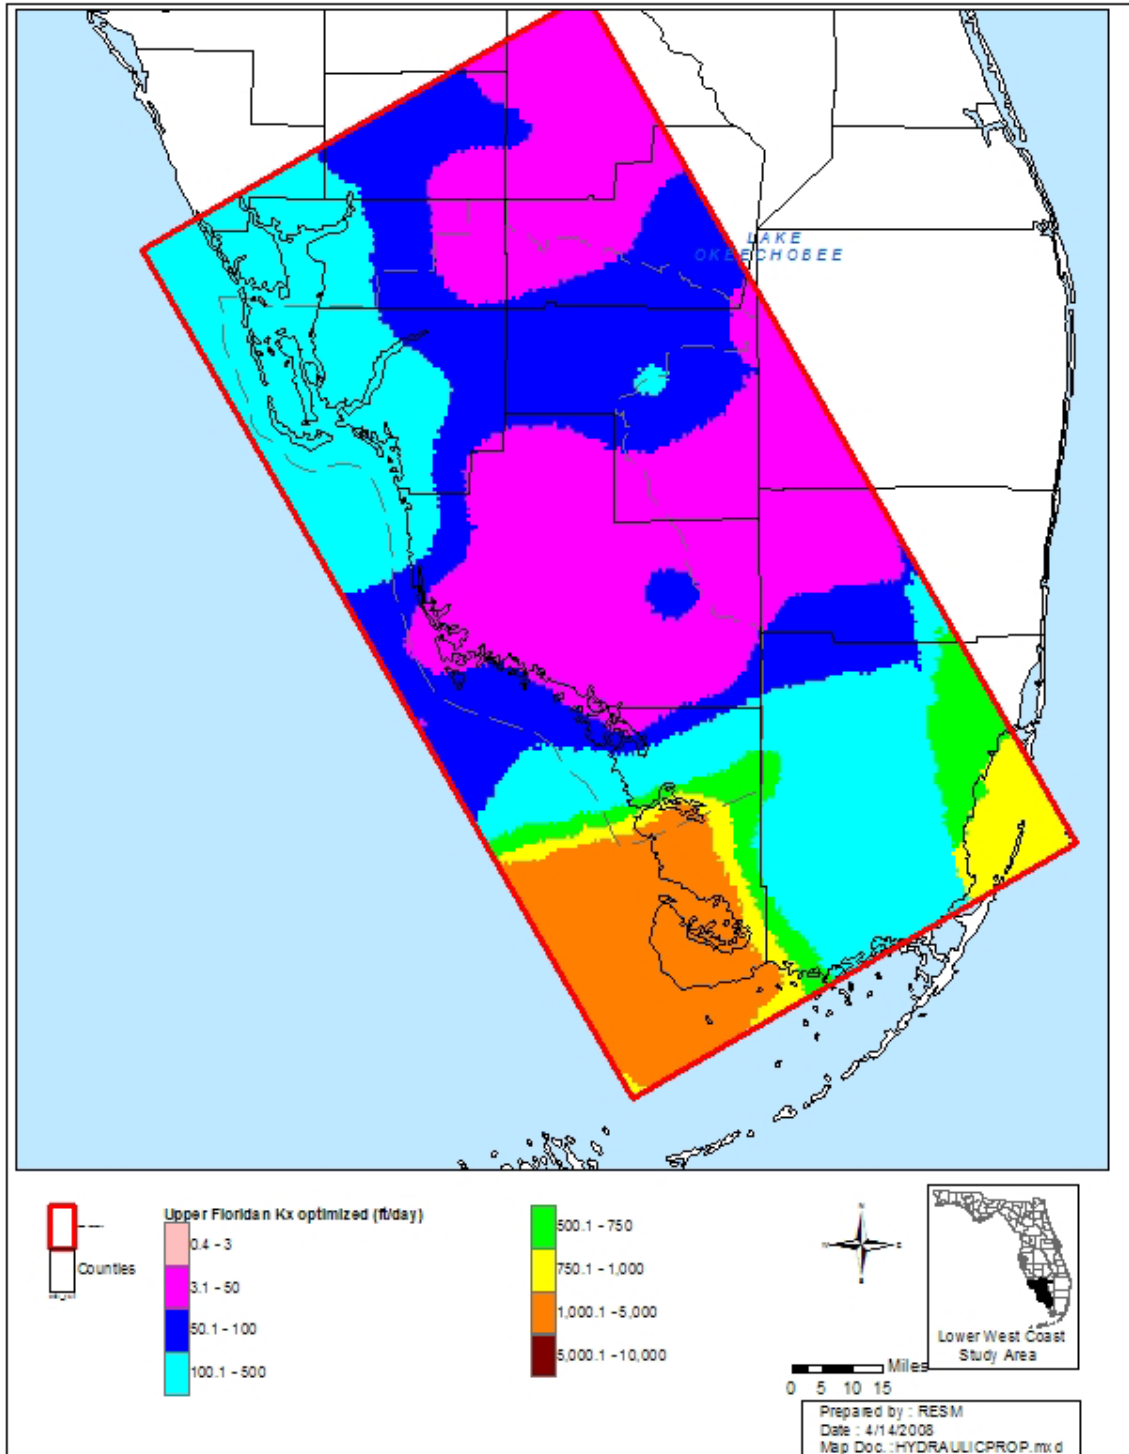 LAKE
OKEECHOBEE
Counties
Upper Floridan Kx optimized (ft/day)
0.4 - 3
3.1 - 50
50.1 - 100
100.1 - 500
500.1 - 750
750.1 - 1,000
1,000.1 - 5,000
5,000.1 - 10,000
N
W
E
S
Miles
0 5 10 15
Lower West Coast
Study Area
Prepared by : RESM
Date : 4/14/2008
Map Doc. :HYDRAULICPROP.mxd